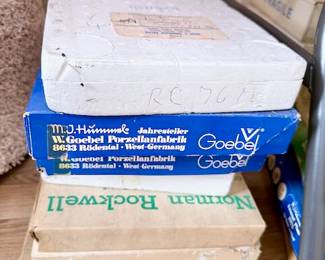 RC 76
M.J. Hummel Jahresteller
W. Goebel Porzellanfabrik
8633 Rödental · West-Germany
Goebel
W. Goebel Porzellanfabrik
8633 Rödental · West-Germany
Goebel
Norman Rockwell